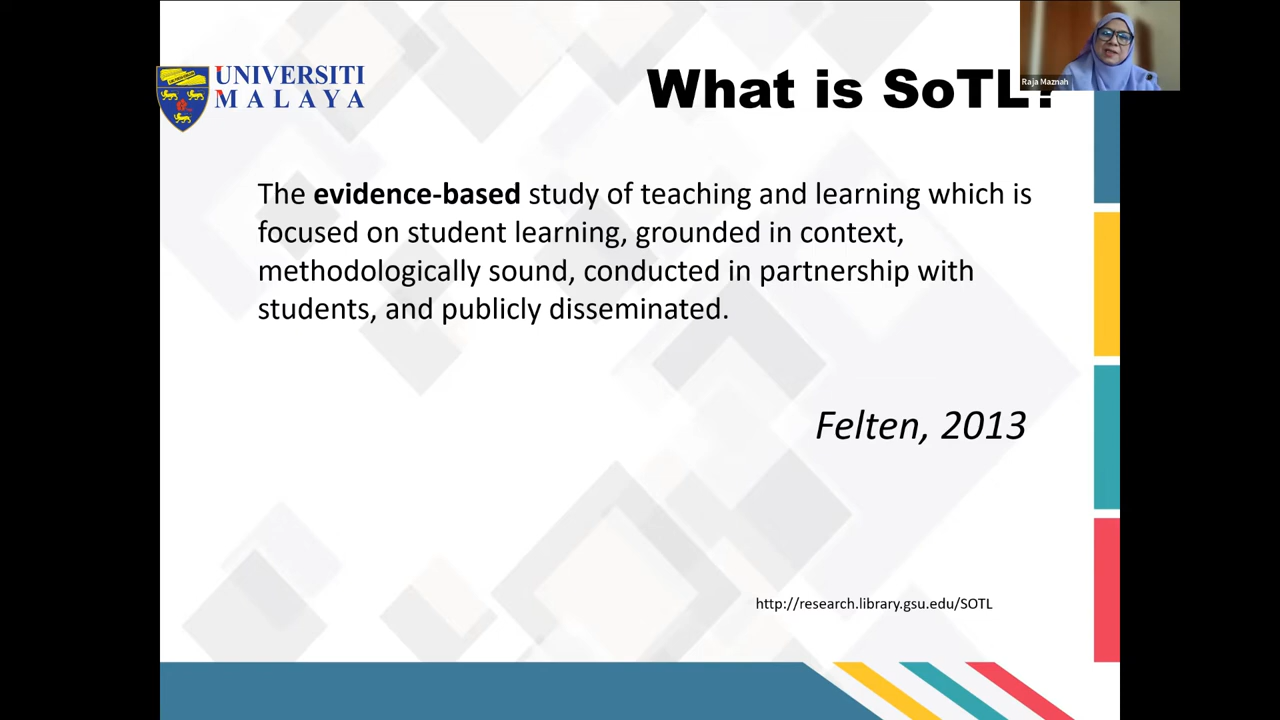 UNIVERSITI
MALAYA
What is SoTL?
Raja Maznah
The evidence-based study of teaching and learning which is
focused on student learning, grounded in context,
methodologically sound, conducted in partnership with
students, and publicly disseminated.
Felten, 2013
http://research.library.gsu.edu/SOTL